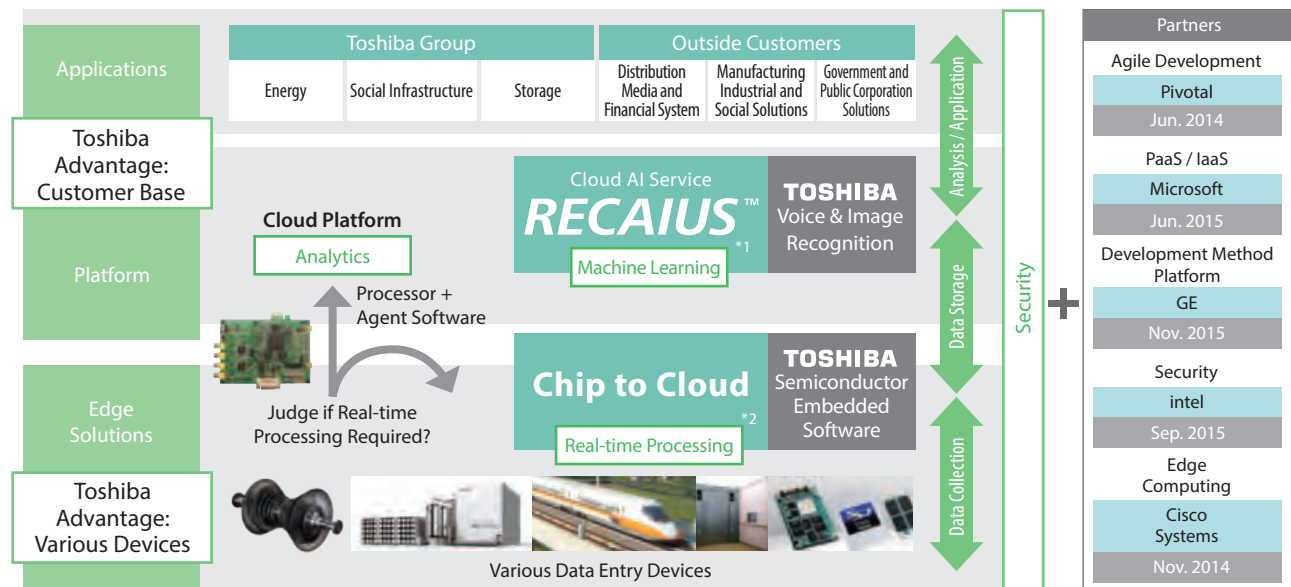 Applications
Toshiba
Advantage:
Customer Base
Platform
Edge
Solutions
Toshiba
Advantage:
Various Devices
Toshiba Group
Outside Customers
Energy
Social Infrastructure
Storage
Distribution
Media and
Financial System
Manufacturing
Industrial and
Social Solutions
Government and
Public Corporation
Solutions
Cloud Platform
Analytics
Processor +
Agent Software
Judge if Real-time
Processing Required?
Cloud AI Service
RECAIUS™
*1
Machine Learning
TOSHIBA
Voice & Image
Recognition
Chip to Cloud
*2
Real-time Processing
TOSHIBA
Semiconductor
Embedded
Software
Various Data Entry Devices
Analysis / Application
Data Storage
Data Collection
Security
+
Partners
Agile Development
Pivotal
Jun. 2014
PaaS / IaaS
Microsoft
Jun. 2015
Development Method
Platform
GE
Nov. 2015
Security
intel
Sep. 2015
Edge
Computing
Cisco
Systems
Nov. 2014